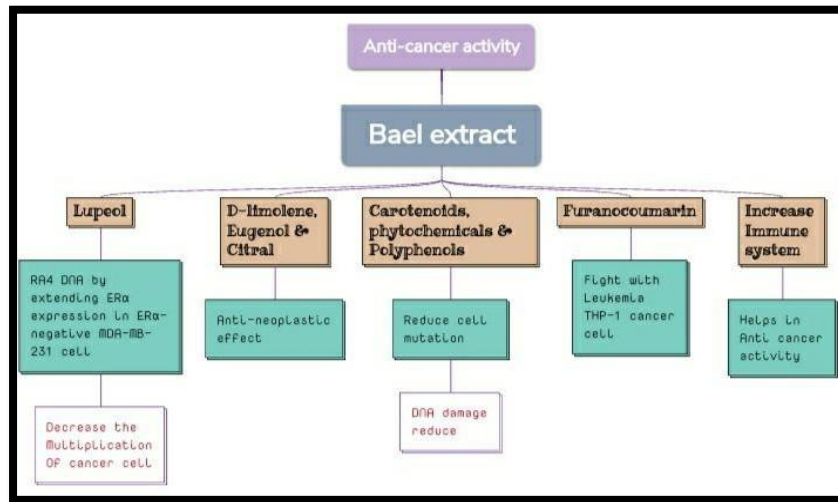 Anti-cancer activity
Bael extract
Lupeol
D-limolene,
Eugenol &
Citral
Carotenoids,
phytochemicals &
Polyphenols
Furanocoumarin
Increase
Immune
system
RA4 DNA by
extending ERα
expression in ERα-
negative MDA-MB-
231 cell
Anti-neoplastic
effect
Reduce cell
mutation
Fight with
Leukemia
THP-1 cancer
cell
Helps in
Anti cancer
activity
Decrease the
Multiplication
Of cancer cell
DNA damage
reduce